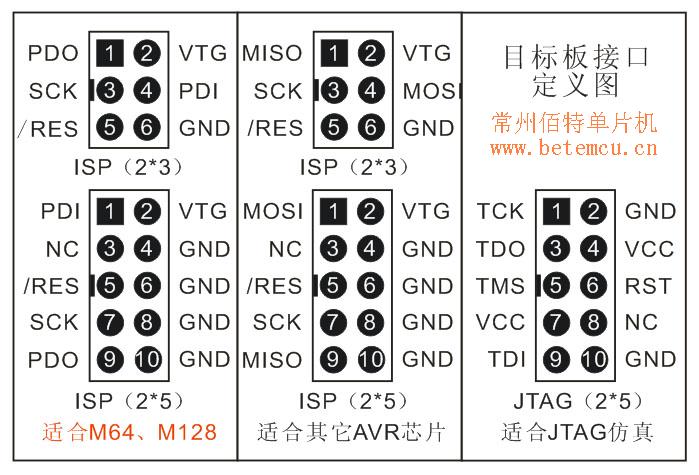 PDO 1 2 VTG
SCK 3 4 PDI
/RES 5 6 GND
ISP（2*3）
PDI 1 2 VTG
NC 3 4 GND
/RES 5 6 GND
SCK 7 8 GND
PDO 9 10 GND
ISP（2*5）
适合M64、M128
MISO 1 2 VTG
SCK 3 4 MOSI
/RES 5 6 GND
ISP（2*3）
MOSI 1 2 VTG
NC 3 4 GND
/RES 5 6 GND
SCK 7 8 GND
MISO 9 10 GND
ISP（2*5）
适合其它AVR芯片
目标板接口
定义图
常州佰特单片机
www.betemcu.cn
TCK 1 2 GND
TDO 3 4 VCC
TMS 5 6 RST
VCC 7 8 NC
TDI 9 10 GND
JTAG（2*5）
适合JTAG仿真